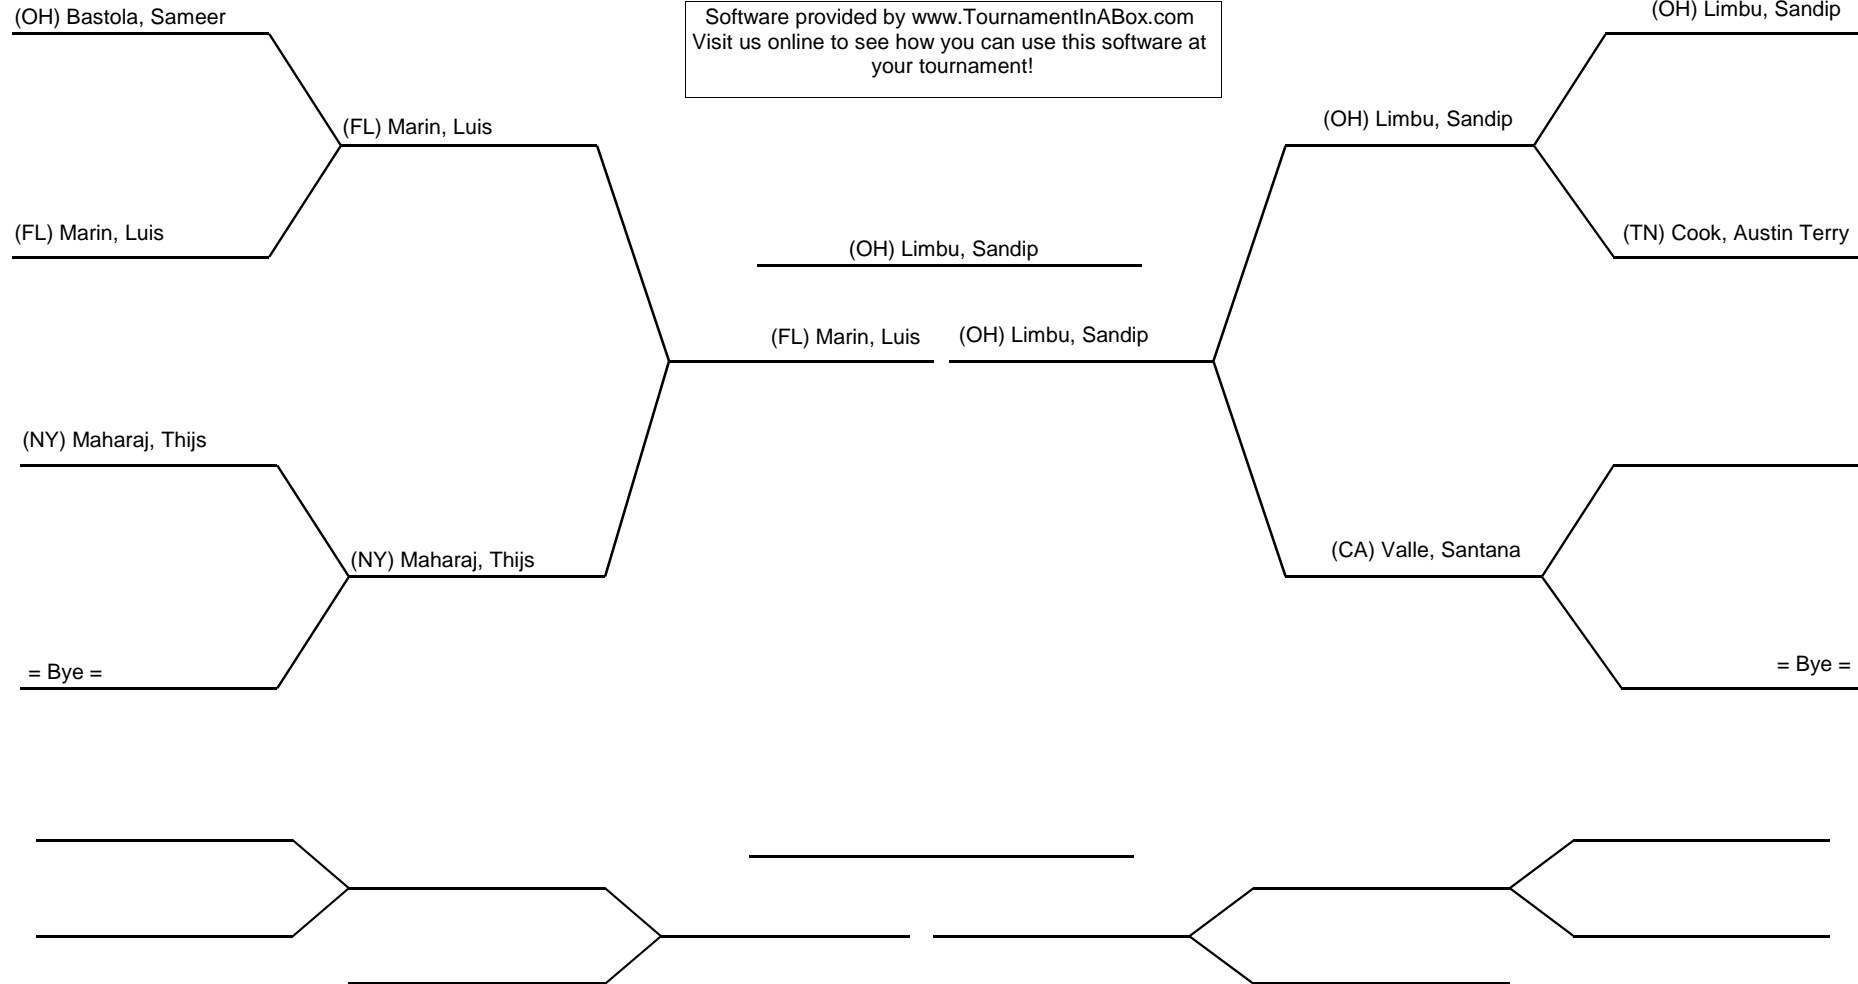 (OH) Bastola, Sameer
Software provided by www.TournamentInABox.com
Visit us online to see how you can use this software at
your tournament!
(OH) Limbu, Sandip
(FL) Marin, Luis
(OH) Limbu, Sandip
(FL) Marin, Luis
(OH) Limbu, Sandip
(TN) Cook, Austin Terry
(FL) Marin, Luis
(OH) Limbu, Sandip
(NY) Maharaj, Thijs
(NY) Maharaj, Thijs
(CA) Valle, Santana
= Bye =
= Bye =